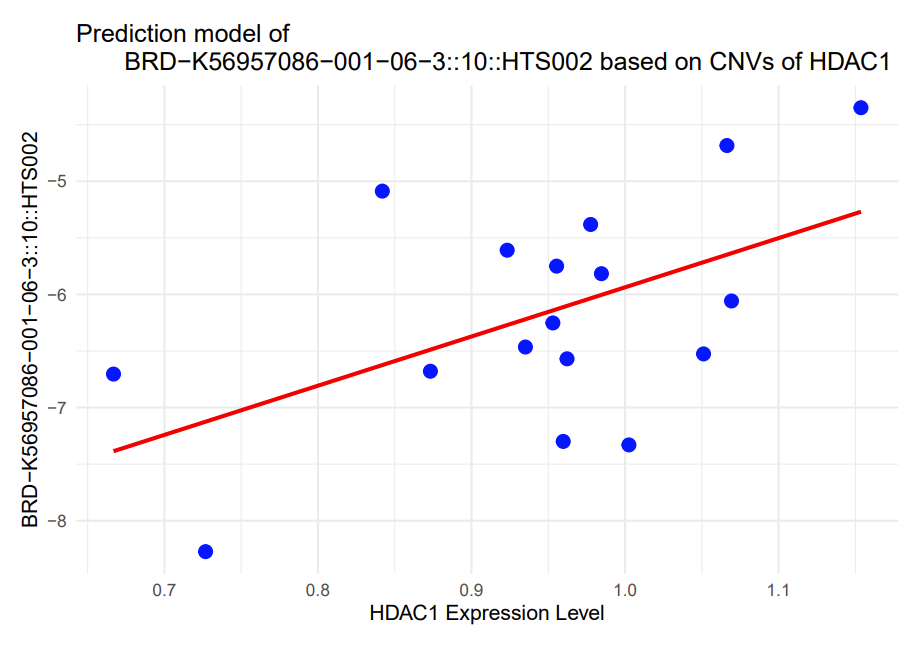 Prediction model of
BRD−K56957086−001−06−3::10::HTS002 based on CNVs of HDAC1
BRD−K56957086−001−06−3::10::HTS002
−5
−6
−7
−8
0.7 0.8 0.9 1.0 1.1
HDAC1 Expression Level